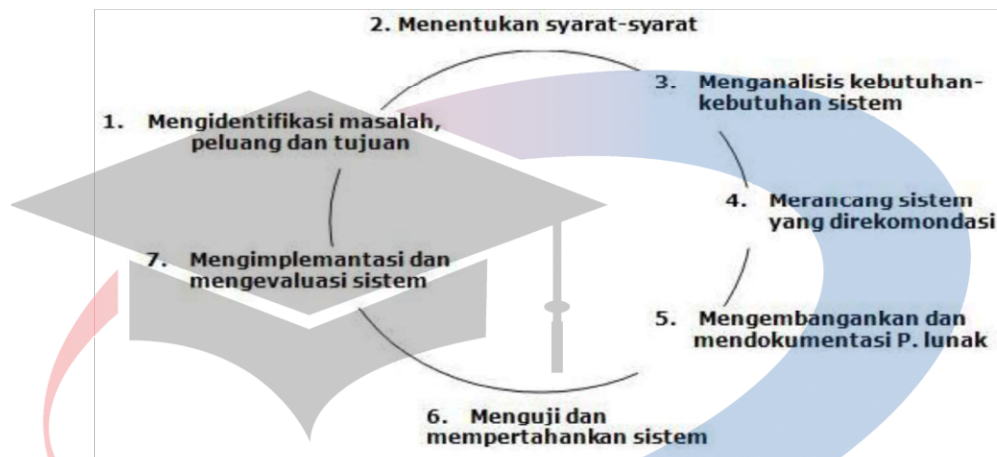 2. Menentukan syarat-syarat
3. Menganalisis kebutuhan-
kebutuhan sistem
1. Mengidentifikasi masalah,
peluang dan tujuan
4. Merancang sistem
yang direkomondasi
7. Mengimplemantasi dan
mengevaluasi sistem
5. Mengembangankan dan
mendokumentasi P. lunak
6. Menguji dan
mempertahankan sistem